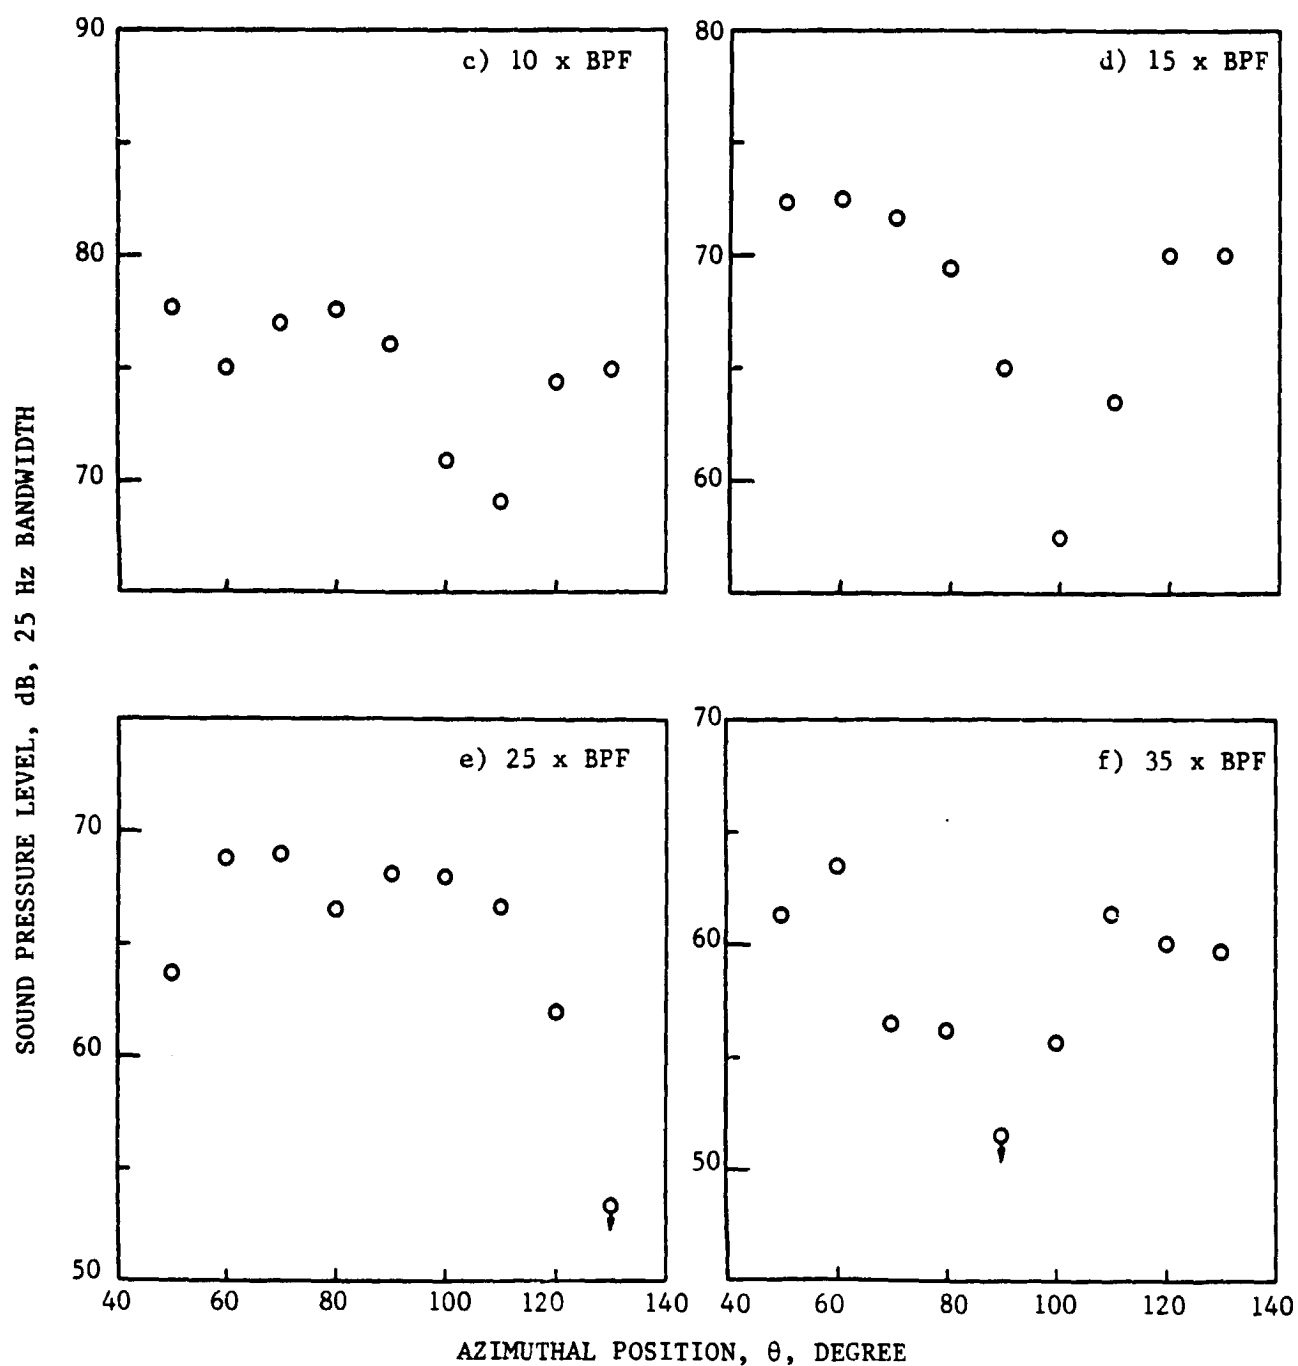 90
80
70
c) 10 x BPF
80
70
60
d) 15 x BPF
SOUND PRESSURE LEVEL, dB, 25 Hz BANDWIDTH
70
60
50
e) 25 x BPF
40 60 80 100 120 140
70
60
50
f) 35 x BPF
40 60 80 100 120 140
AZIMUTHAL POSITION, θ, DEGREE